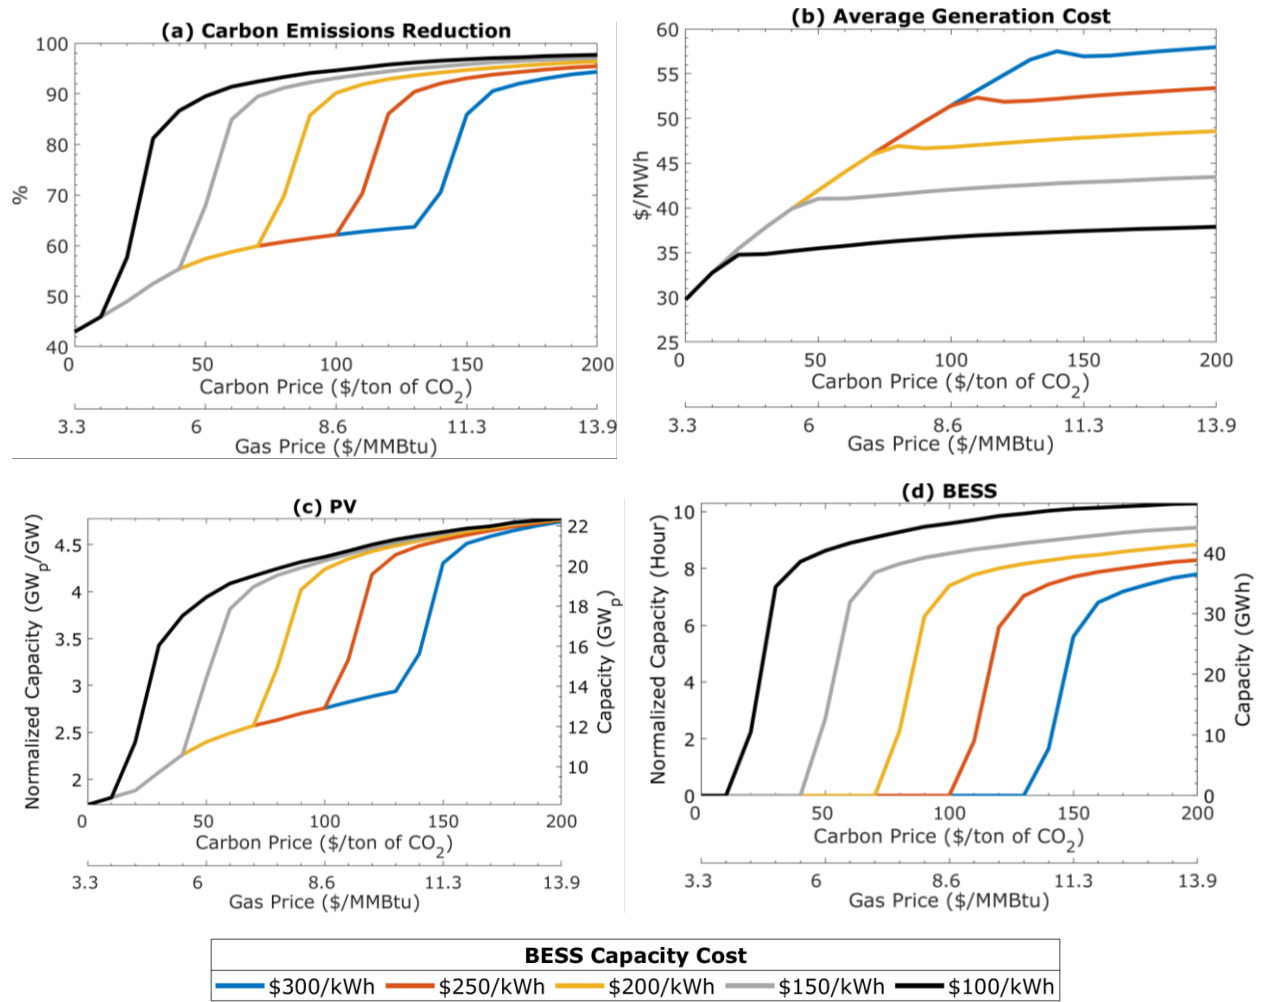 (a) Carbon Emissions Reduction
100
90
80
70
60
50
40
%
0 50 100 150 200
Carbon Price ($/ton of CO2)
3.3 6 8.6 11.3 13.9
Gas Price ($/MMBtu)
(b) Average Generation Cost
60
55
50
45
40
35
30
25
$/MWh
0 50 100 150 200
Carbon Price ($/ton of CO2)
3.3 6 8.6 11.3 13.9
Gas Price ($/MMBtu)
(c) PV
Normalized Capacity (GWp/GW)
4.5
4
3.5
3
2.5
2
22
20
18
16
14
12
10
Capacity (GWp)
0 50 100 150 200
Carbon Price ($/ton of CO2)
3.3 6 8.6 11.3 13.9
Gas Price ($/MMBtu)
(d) BESS
Normalized Capacity (Hour)
10
8
6
4
2
0
40
30
20
10
0
Capacity (GWh)
0 50 100 150 200
Carbon Price ($/ton of CO2)
3.3 6 8.6 11.3 13.9
Gas Price ($/MMBtu)
BESS Capacity Cost
$300/kWh $250/kWh $200/kWh $150/kWh $100/kWh